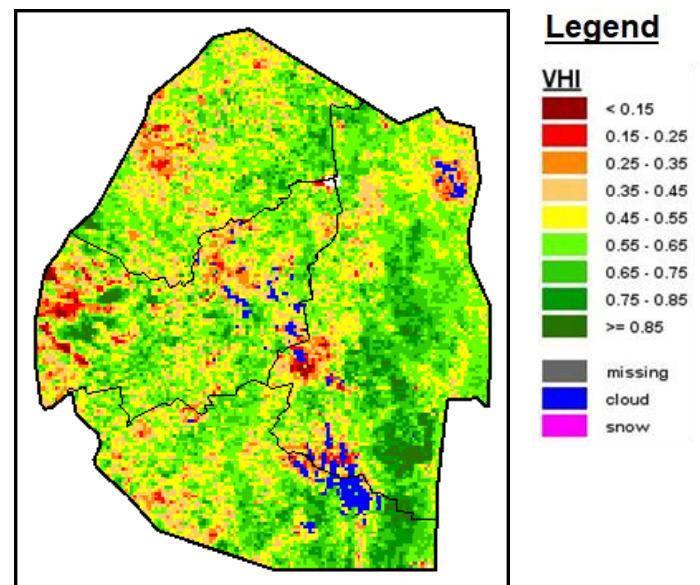 Legend
VHI
< 0.15
0.15 - 0.25
0.25 - 0.35
0.35 - 0.45
0.45 - 0.55
0.55 - 0.65
0.65 - 0.75
0.75 - 0.85
>= 0.85
missing
cloud
snow